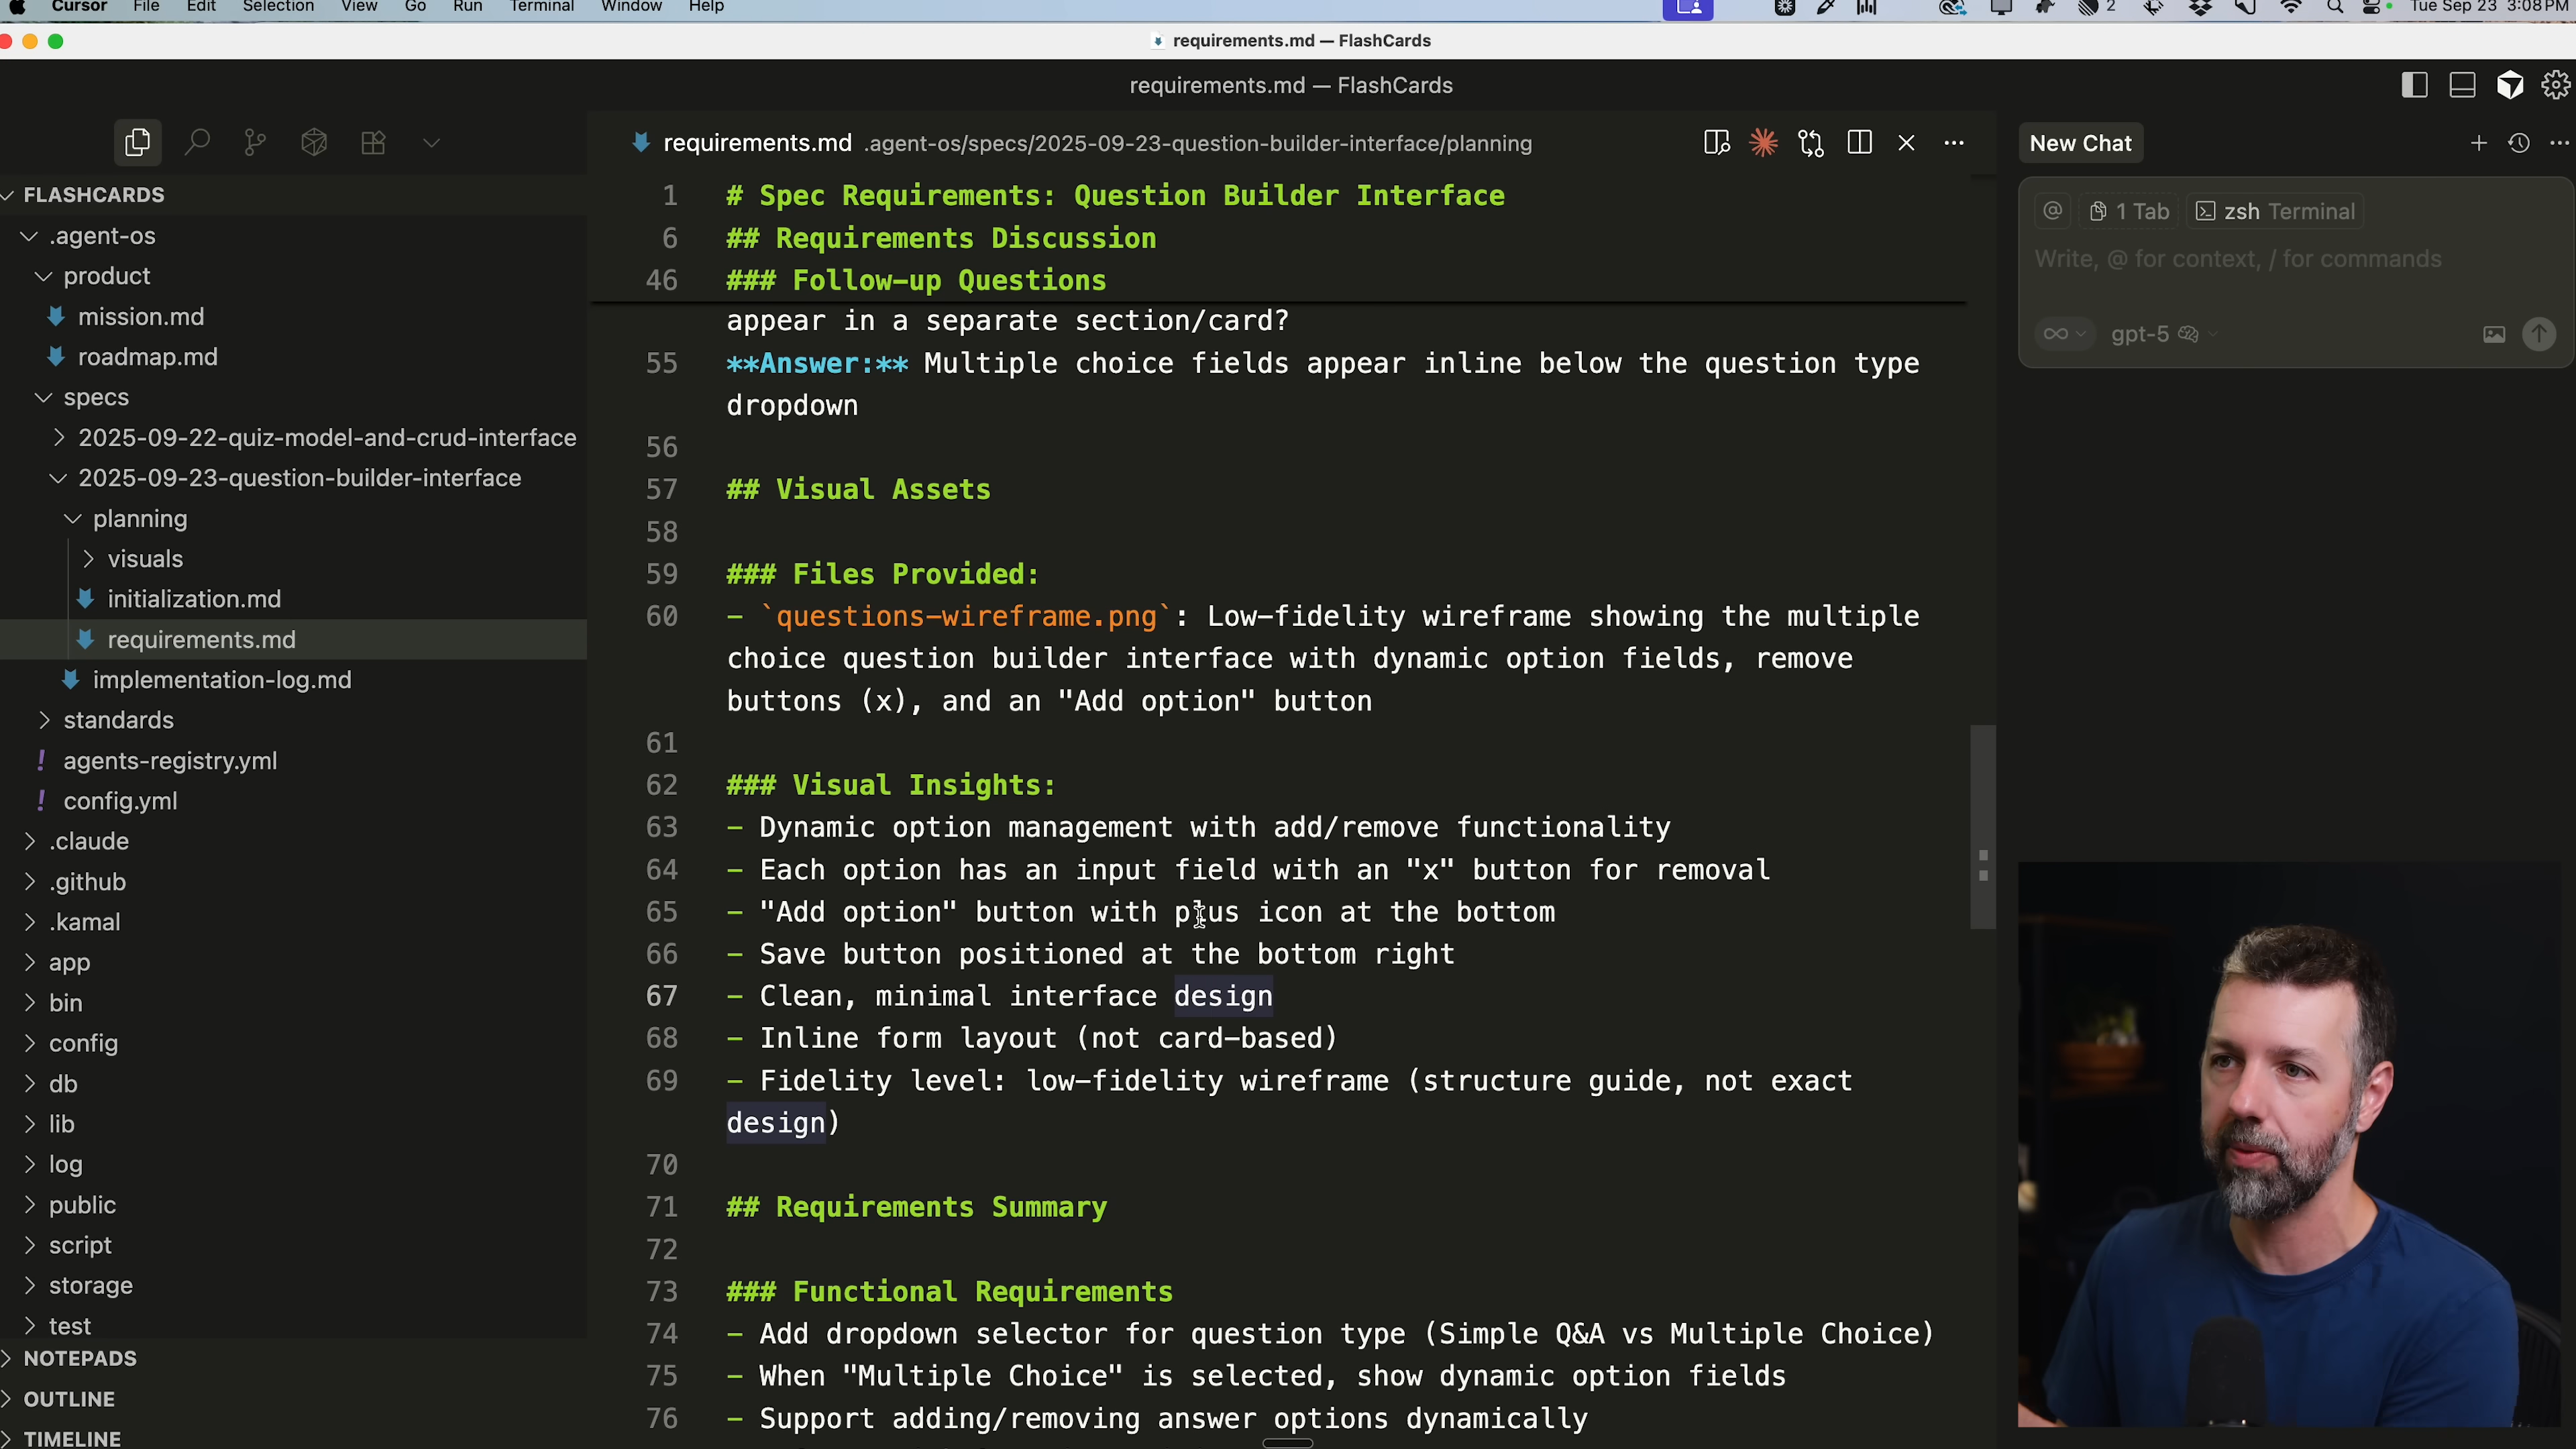 Cursor File Edit Selection View Go Run Terminal Window Help
2 Tue Sep 23 3:08 PM
requirements.md — FlashCards
requirements.md — FlashCards
FLASHCARDS
.agent-os
product
mission.md
roadmap.md
specs
2025-09-22-quiz-model-and-crud-interface
2025-09-23-question-builder-interface
planning
visuals
initialization.md
requirements.md
implementation-log.md
standards
! agents-registry.yml
! config.yml
.claude
.github
.kamal
app
bin
config
db
lib
log
public
script
storage
test
NOTEPADS
OUTLINE
TIMELINE
requirements.md .agent-os/specs/2025-09-23-question-builder-interface/planning
1 # Spec Requirements: Question Builder Interface
6 ## Requirements Discussion
46 ### Follow-up Questions
appear in a separate section/card?
55 **Answer:** Multiple choice fields appear inline below the question type
dropdown
56
57 ## Visual Assets
58
59 ### Files Provided:
60 - `questions-wireframe.png`: Low-fidelity wireframe showing the multiple
choice question builder interface with dynamic option fields, remove
buttons (x), and an "Add option" button
61
62 ### Visual Insights:
63 - Dynamic option management with add/remove functionality
64 - Each option has an input field with an "x" button for removal
65 - "Add option" button with plus icon at the bottom
66 - Save button positioned at the bottom right
67 - Clean, minimal interface design
68 - Inline form layout (not card-based)
69 - Fidelity level: low-fidelity wireframe (structure guide, not exact
design)
70
71 ## Requirements Summary
72
73 ### Functional Requirements
74 - Add dropdown selector for question type (Simple Q&A vs Multiple Choice)
75 - When "Multiple Choice" is selected, show dynamic option fields
76 - Support adding/removing answer options dynamically
New Chat
@ 1 Tab zsh Terminal
Write, @ for context, / for commands
∞ gpt-5